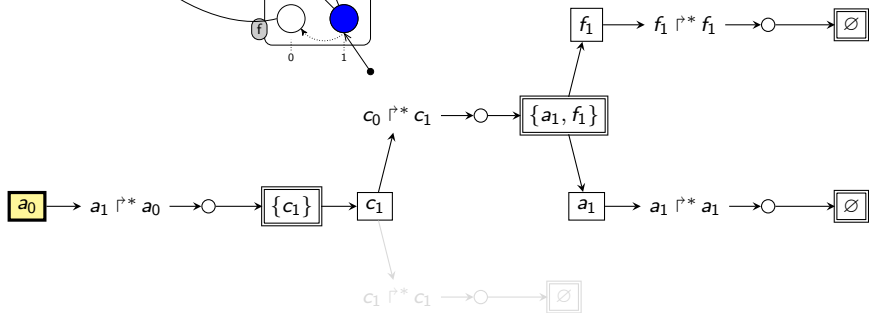 f
0 1
f₁ f₁ ↱* f₁ ∅
c₀ ↱* c₁ {a₁, f₁}
a₀ a₁ ↱* a₀ {c₁} c₁ a₁ a₁ ↱* a₁ ∅
c₁ ↱* c₁ ∅